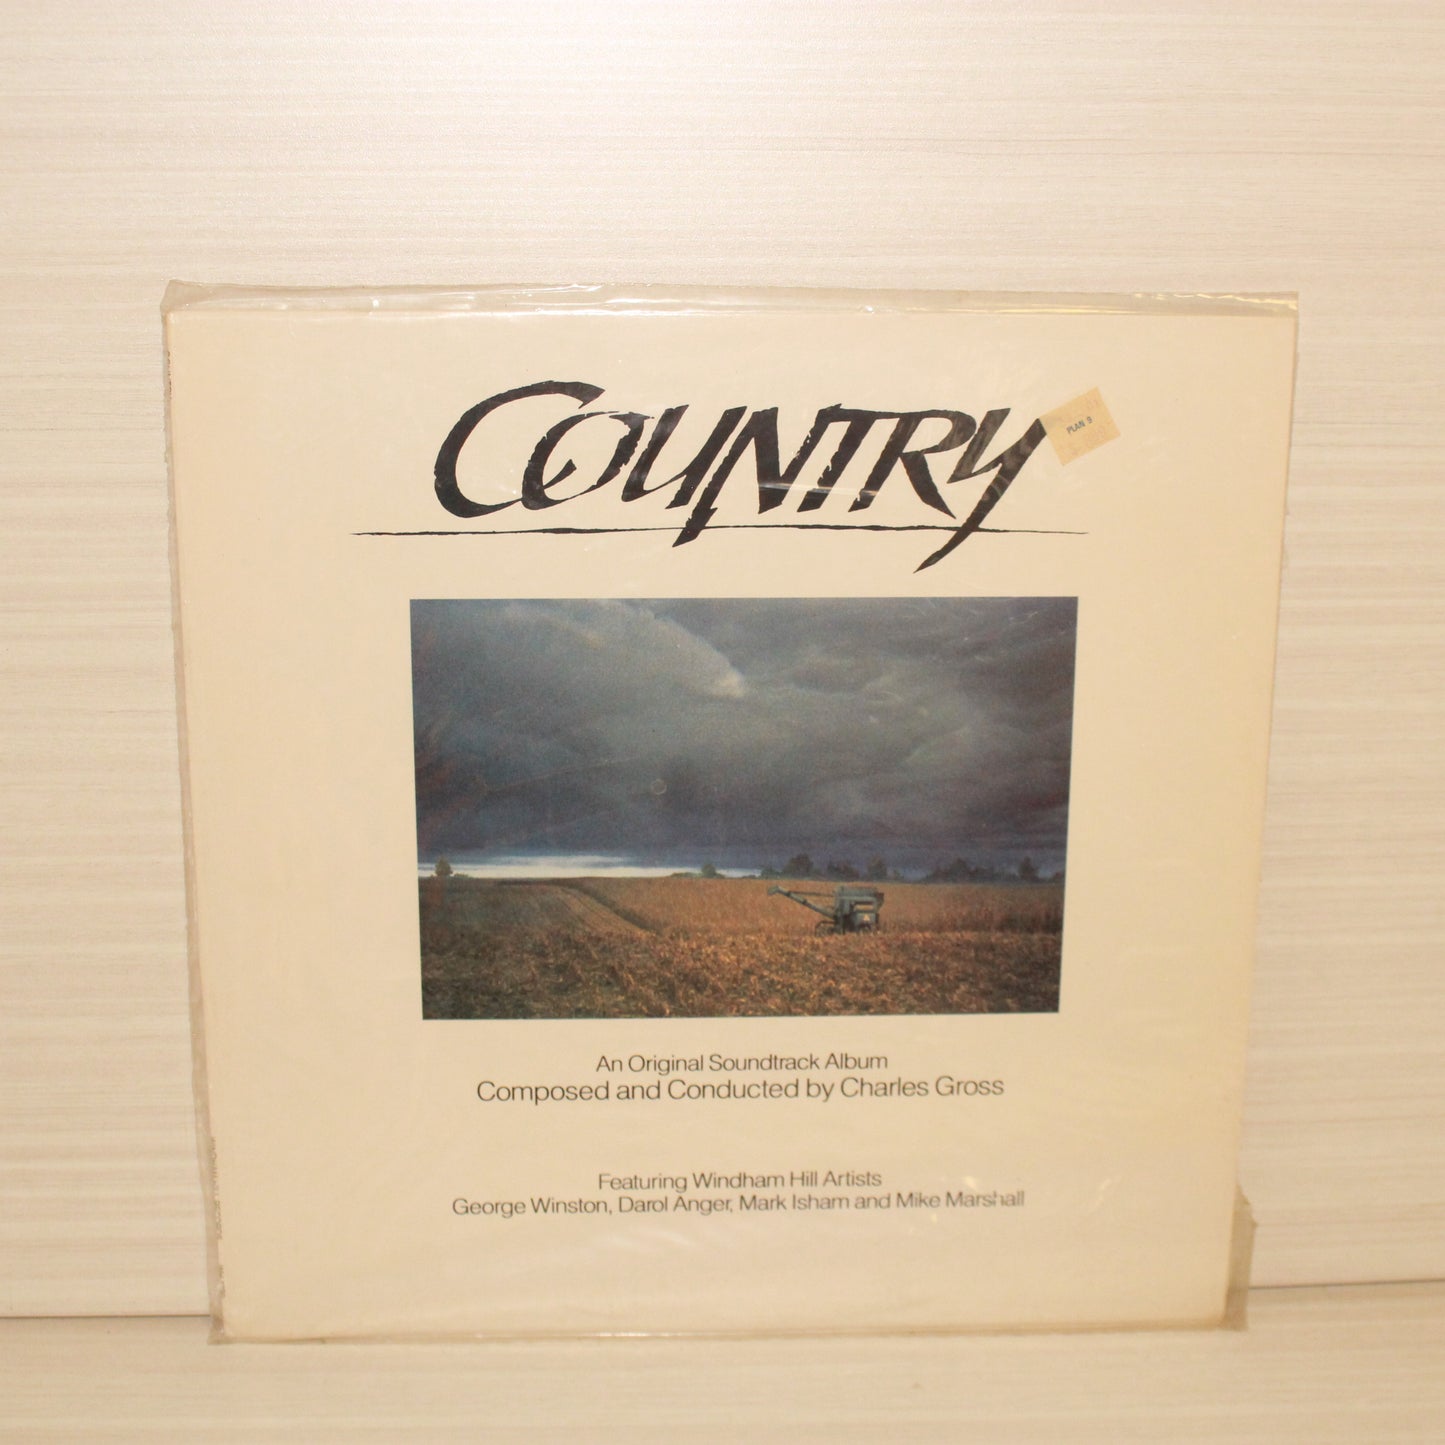 COUNTRY
PLAN 9
An Original Soundtrack Album
Composed and Conducted by Charles Gross
Featuring Windham Hill Artists
George Winston, Darol Anger, Mark Isham and Mike Marshall